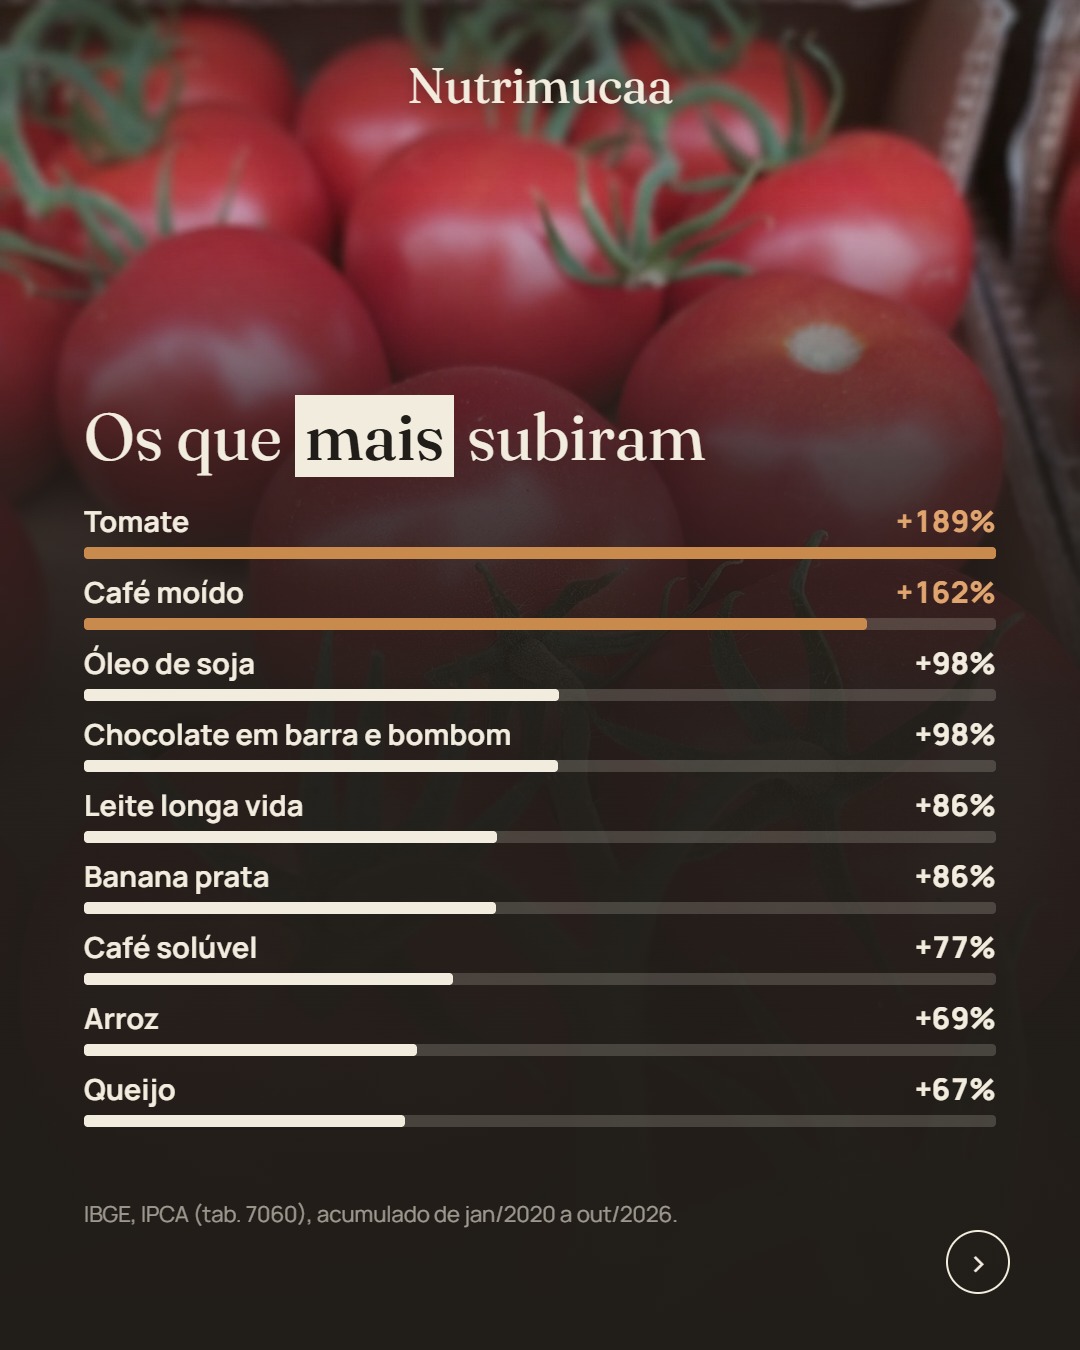 Nutrimucaa
Os que mais subiram
Tomate +189%
Café moído +162%
Óleo de soja +98%
Chocolate em barra e bombom +98%
Leite longa vida +86%
Banana prata +86%
Café solúvel +77%
Arroz +69%
Queijo +67%
IBGE, IPCA (tab. 7060), acumulado de jan/2020 a out/2026.